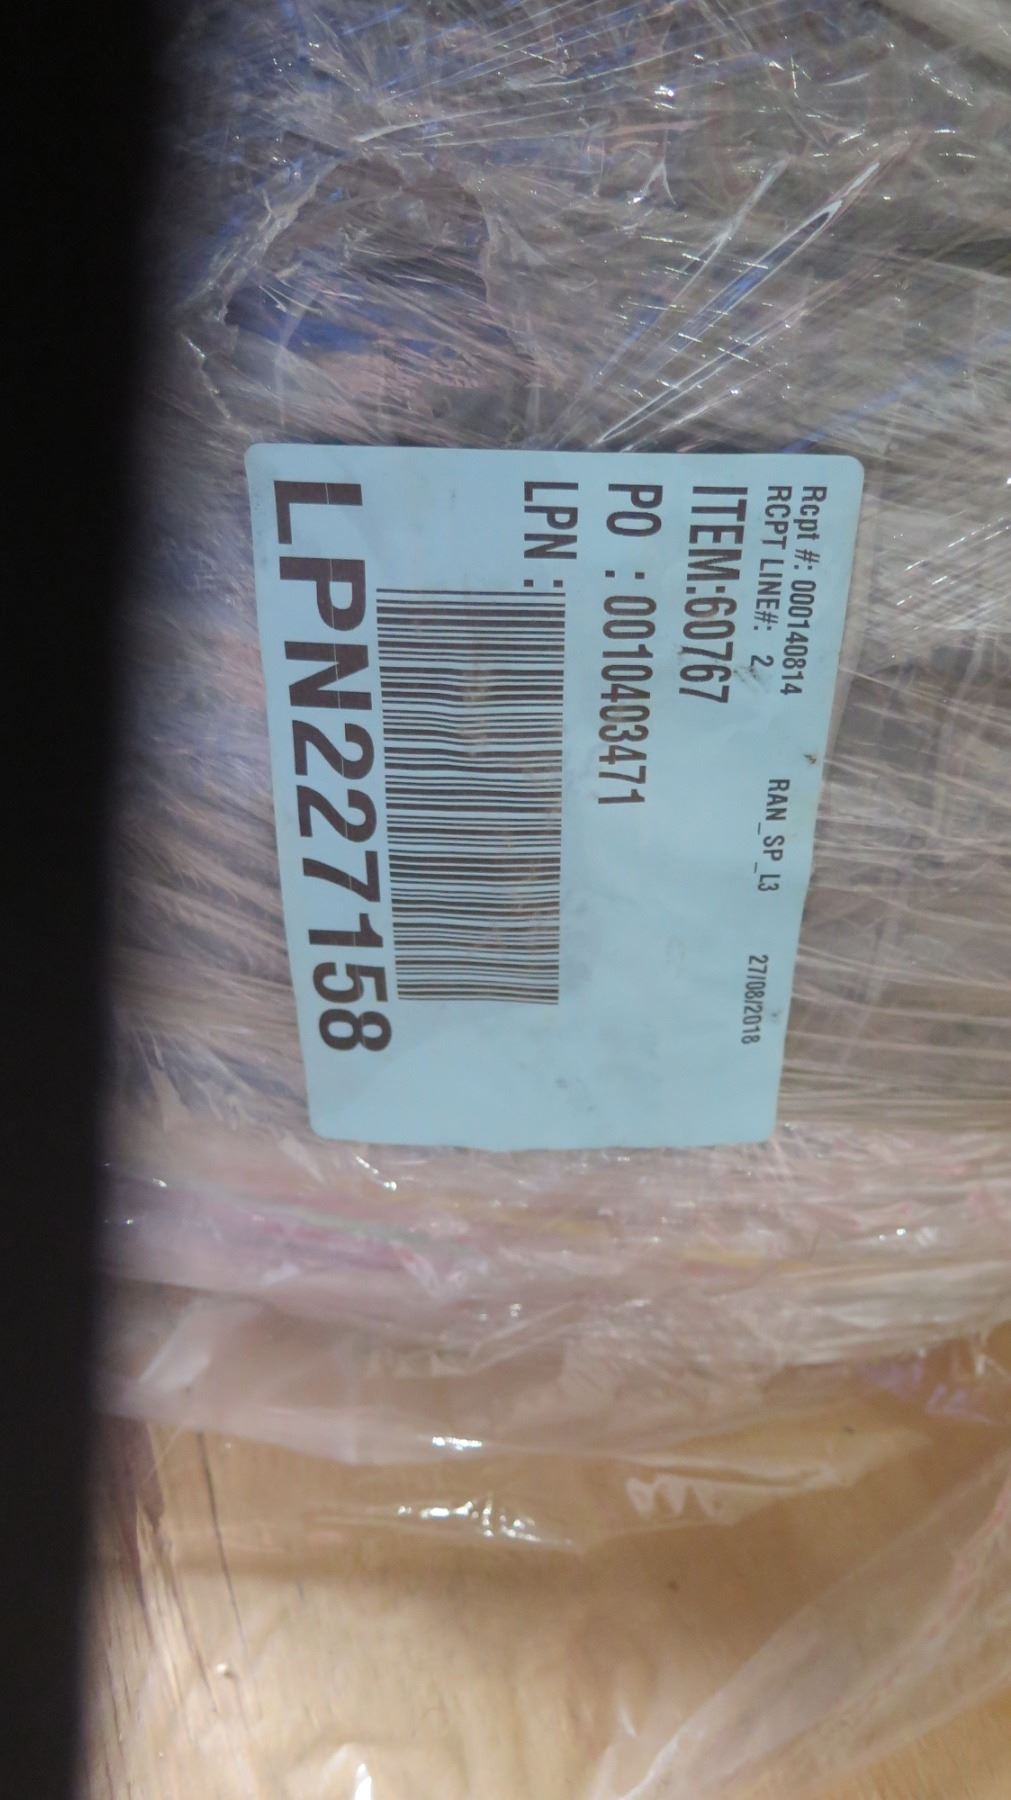 Rcpt #: 000140814
RCPT LINE#: 2 RAN_SP_L3 27/08/2018
ITEM:60767
PO : 0010403471
LPN :
LPN227158